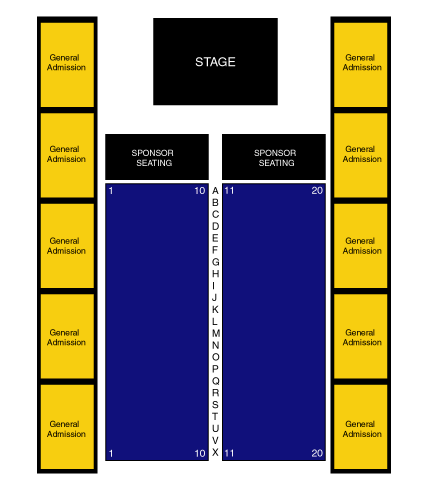 STAGE
General
Admission
General
Admission
SPONSOR
SEATING
SPONSOR
SEATING
General
Admission
General
Admission
1 10 A 11 20
B
C
D
E
F
G
H
I
J
K
L
M
N
O
P
Q
R
S
T
U
V
X
1 10 11 20
General
Admission
General
Admission
General
Admission
General
Admission
General
Admission
General
Admission